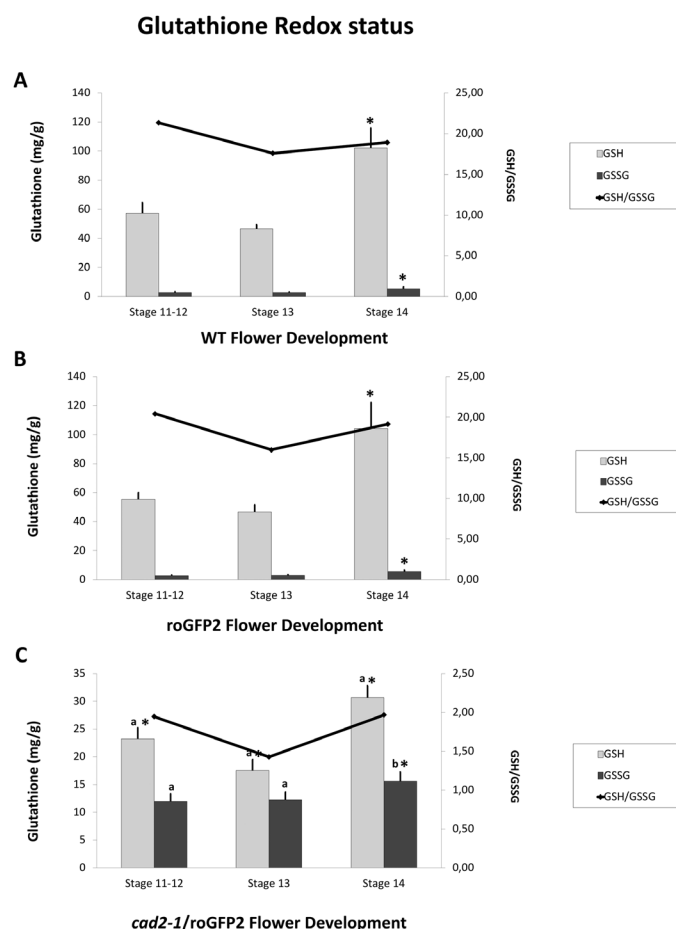 Glutathione Redox status
A
Glutathione (mg/g)
140
120
100
80
60
40
20
0
25,00
20,00
15,00
10,00
5,00
0,00
GSH/GSSG
*
*
Stage 11-12
Stage 13
Stage 14
WT Flower Development
GSH
GSSG
GSH/GSSG
B
Glutathione (mg/g)
140
120
100
80
60
40
20
0
25,00
20,00
15,00
10,00
5,00
0,00
GSH/GSSG
*
*
Stage 11-12
Stage 13
Stage 14
roGFP2 Flower Development
GSH
GSSG
GSH/GSSG
C
Glutathione (mg/g)
35
30
25
20
15
10
5
0
2,50
2,00
1,50
1,00
0,50
0,00
GSH/GSSG
a *
a
a *
a
a *
b *
Stage 11-12
Stage 13
Stage 14
cad2-1/roGFP2 Flower Development
GSH
GSSG
GSH/GSSG